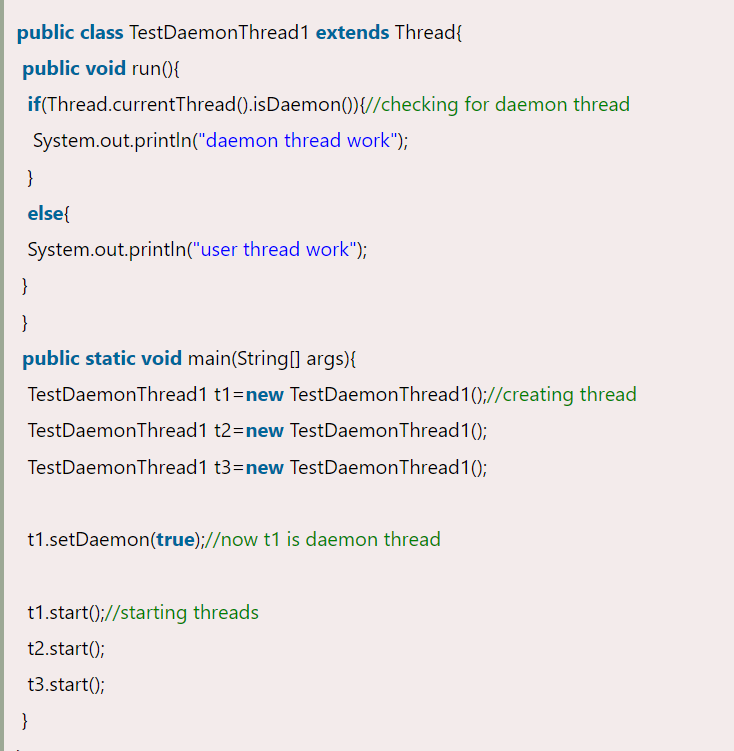 public class TestDaemonThread1 extends Thread{
public void run(){
if(Thread.currentThread().isDaemon()){//checking for daemon thread
System.out.println("daemon thread work");
}
else{
System.out.println("user thread work");
}
}
public static void main(String[] args){
TestDaemonThread1 t1=new TestDaemonThread1();//creating thread
TestDaemonThread1 t2=new TestDaemonThread1();
TestDaemonThread1 t3=new TestDaemonThread1();
t1.setDaemon(true);//now t1 is daemon thread
t1.start();//starting threads
t2.start();
t3.start();
}